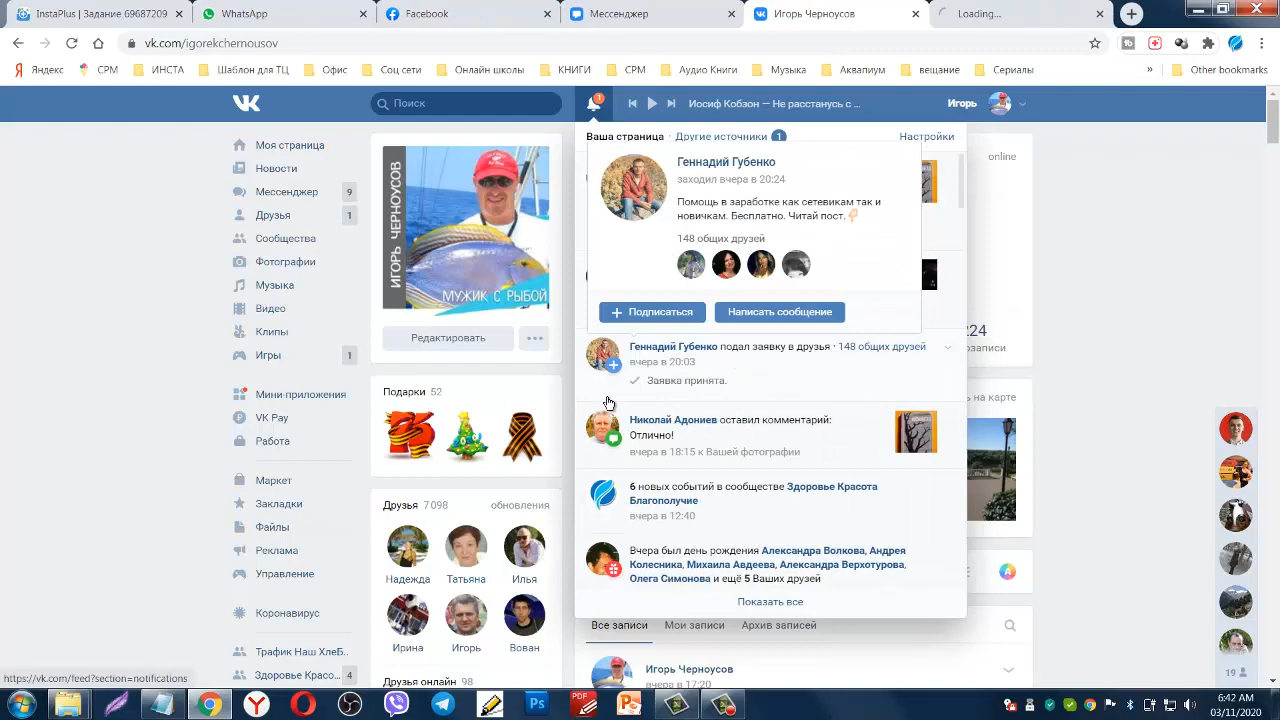 InstaPlus | Задание 69687209
WhatsApp
Facebook
Мессенджер
Игорь Черноусов
Loading...
vk.com/igorekchernousov
Яндекс
СРМ
ИНСТА
Шаблон для ТЦ
Офис
Соц сети
Онлайн школы
КНИГИ
СРМ
Аудио Книги
Музыка
Аквапиум
вещание
Сериалы
»
Other bookmarks
Поиск
1
Иосиф Кобзон — Не расстанусь с ...
Игорь
Моя страница
Новости
Мессенджер 9
Друзья 1
Сообщества
Фотографии
Музыка
Видео
Клипы
Игры 1
Мини-приложения
VK Pay
Работа
Маркет
Закладки
Файлы
Реклама
Управление
Коронавирус
Трафик Наш ХлеБ..
Здоровье Красо... 4
ИГОРЬ ЧЕРНОУСОВ
МУЖИК С РЫБОЙ
Редактировать
Подарки 52
Друзья 7 098 обновления
Надежда Татьяна Илья
Ирина Игорь Вован
Друзья онлайн 98
Ваша страница · Другие источники 1 Настройки
Геннадий Губенко
заходил вчера в 20:24
Помощь в заработке как сетевикам так и
новичкам. Бесплатно. Читай пост.
148 общих друзей
Подписаться
Написать сообщение
Геннадий Губенко подал заявку в друзья · 148 общих друзей
вчера в 20:03
Заявка принята.
Николай Адониев оставил комментарий:
Отлично!
вчера в 18:15 к Вашей фотографии
6 новых событий в сообществе Здоровье Красота
Благополучие
вчера в 12:40
Вчера был день рождения Александра Волкова, Андрея
Колесника, Михаила Авдеева, Александра Верхотурова,
Олега Симонова и ещё 5 Ваших друзей
Показать все
online
224
записи
на карте
Все записи Мои записи Архив записей
Игорь Черноусов
вчера в 17:20
19
https://vk.com/feed?section=notifications
PDF
Ps
6:42 AM
03/11/2020